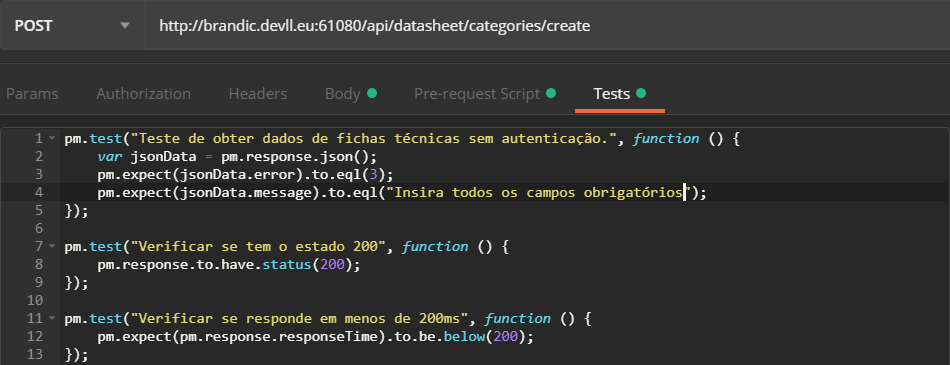 POST http://brandic.devll.eu:61080/api/datasheet/categories/create
Params Authorization Headers Body Pre-request Script Tests
1 pm.test("Teste de obter dados de fichas técnicas sem autenticação.", function () {
2 var jsonData = pm.response.json();
3 pm.expect(jsonData.error).to.eql(3);
4 pm.expect(jsonData.message).to.eql("Insira todos os campos obrigatórios");
5 });
6
7 pm.test("Verificar se tem o estado 200", function () {
8 pm.response.to.have.status(200);
9 });
10
11 pm.test("Verificar se responde em menos de 200ms", function () {
12 pm.expect(pm.response.responseTime).to.be.below(200);
13 });